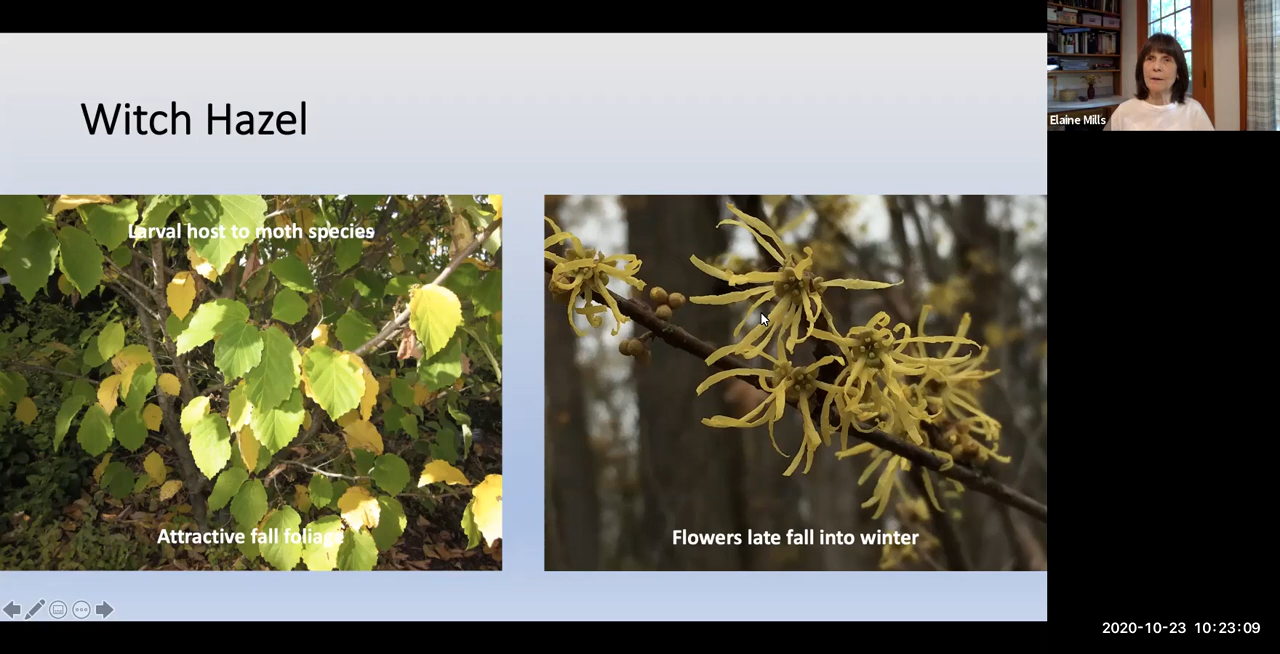 Witch Hazel
Elaine Mills
Larval host to moth species
Attractive fall foliage
Flowers late fall into winter
2020-10-23 10:23:09